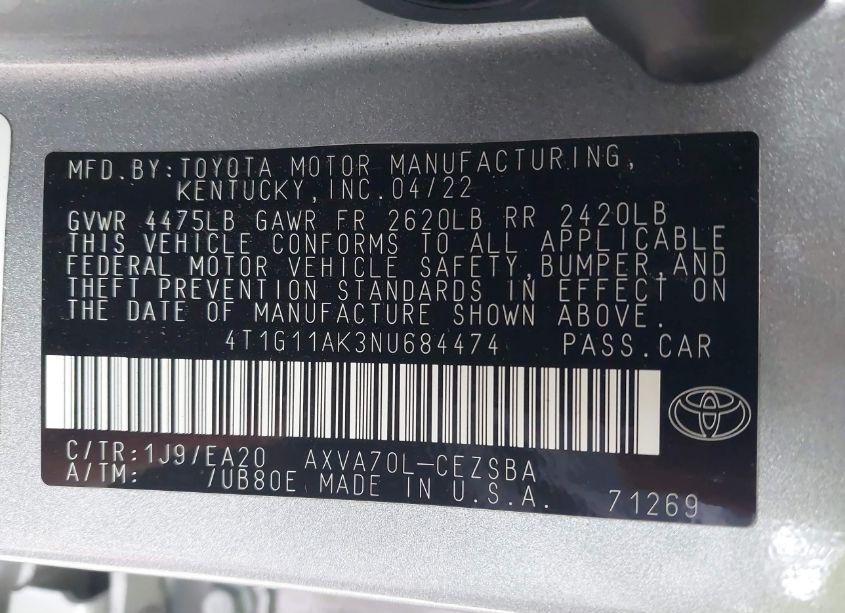 MFD.BY:TOYOTA MOTOR MANUFACTURING,
KENTUCKY,INC.04/22
GVWR 4475LB GAWR FR 2620LB RR 2420LB
THIS VEHICLE CONFORMS TO ALL APPLICABLE
FEDERAL MOTOR VEHICLE SAFETY,BUMPER,AND
THEFT PREVENTION STANDARDS IN EFFECT ON
THE DATE OF MANUFACTURE SHOWN ABOVE.
4T1G11AK3NU684474 PASS.CAR
C/TR:1J9/EA20 AXVA70L-CEZSBA
A/TM: /UB80E MADE IN U.S.A. 71269